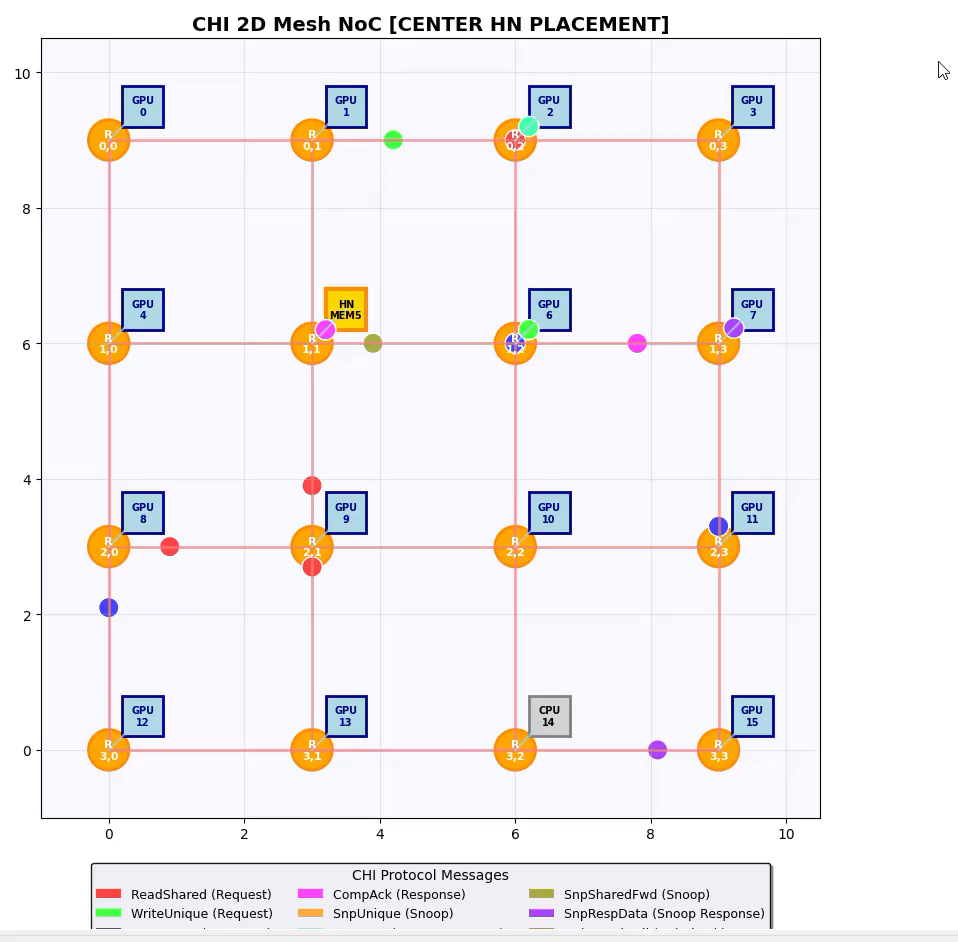 CHI 2D Mesh NoC [CENTER HN PLACEMENT]
10
GPU
0
GPU
1
GPU
2
GPU
3
R
0,0
R
0,1
R
0,2
R
0,3
8
GPU
4
HN
MEM5
GPU
6
GPU
7
6
R
1,0
R
1,1
R
1,2
R
1,3
4
GPU
8
GPU
9
GPU
10
GPU
11
R
2,0
R
2,1
R
2,2
R
2,3
2
GPU
12
GPU
13
CPU
14
GPU
15
0
R
3,0
R
3,1
R
3,2
R
3,3
0 2 4 6 8 10
CHI Protocol Messages
ReadShared (Request) CompAck (Response) SnpSharedFwd (Snoop)
WriteUnique (Request) SnpUnique (Snoop) SnpRespData (Snoop Response)